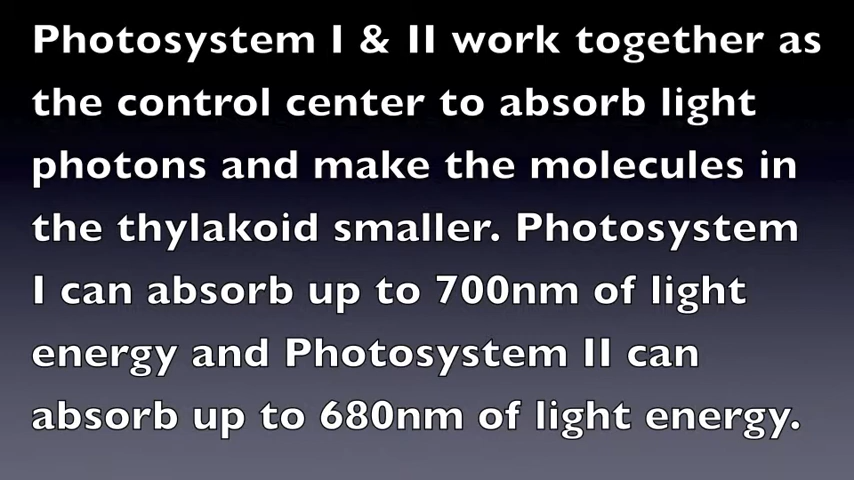 Photosystem I & II work together as
the control center to absorb light
photons and make the molecules in
the thylakoid smaller. Photosystem
I can absorb up to 700nm of light
energy and Photosystem II can
absorb up to 680nm of light energy.